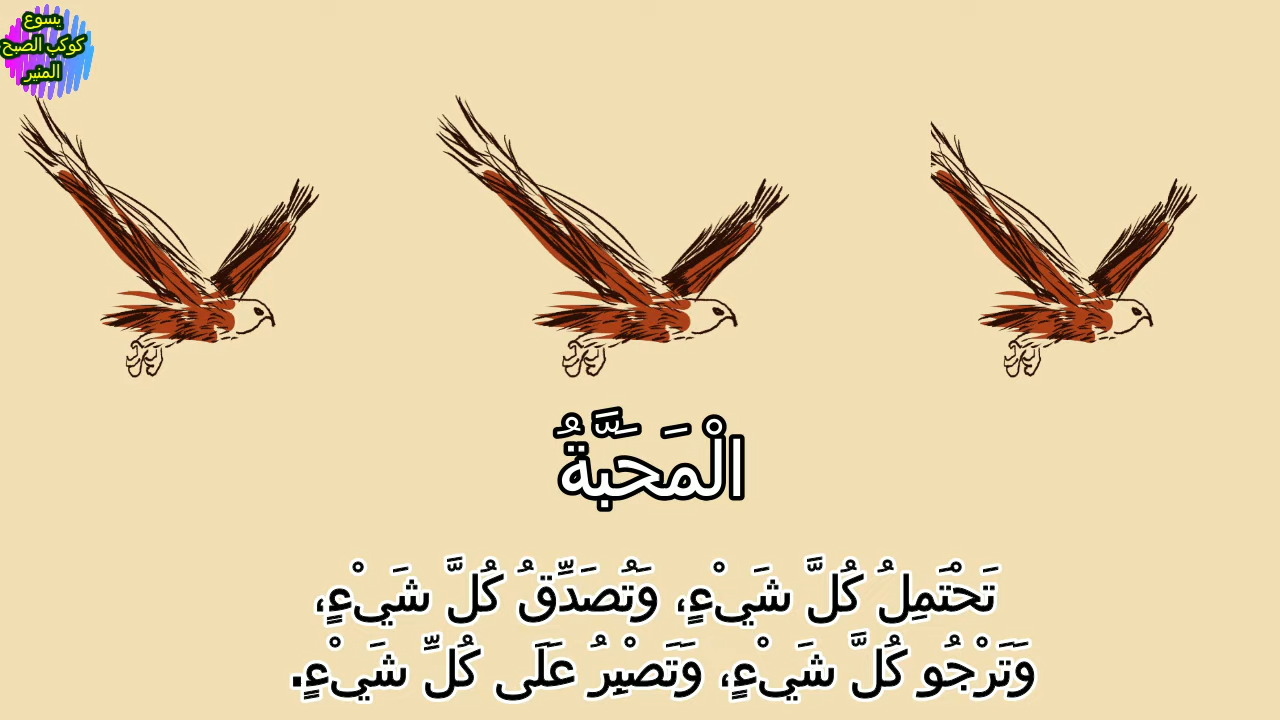 يسوع
كوكب الصبح
المنير
الْمَحَبَّةُ
تَحْتَمِلُ كُلَّ شَيْءٍ، وَتُصَدِّقُ كُلَّ شَيْءٍ،
وَتَرْجُو كُلَّ شَيْءٍ، وَتَصْبِرُ عَلَى كُلِّ شَيْءٍ.